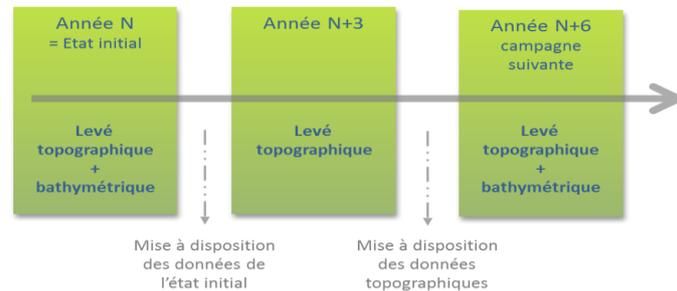 Année N
= Etat initial
Levé
topographique
+
bathymétrique
Année N+3
Levé
topographique
Année N+6
campagne
suivante
Levé
topographique
+
bathymétrique
Mise à disposition
des données de
l'état initial
Mise à disposition
des données
topographiques